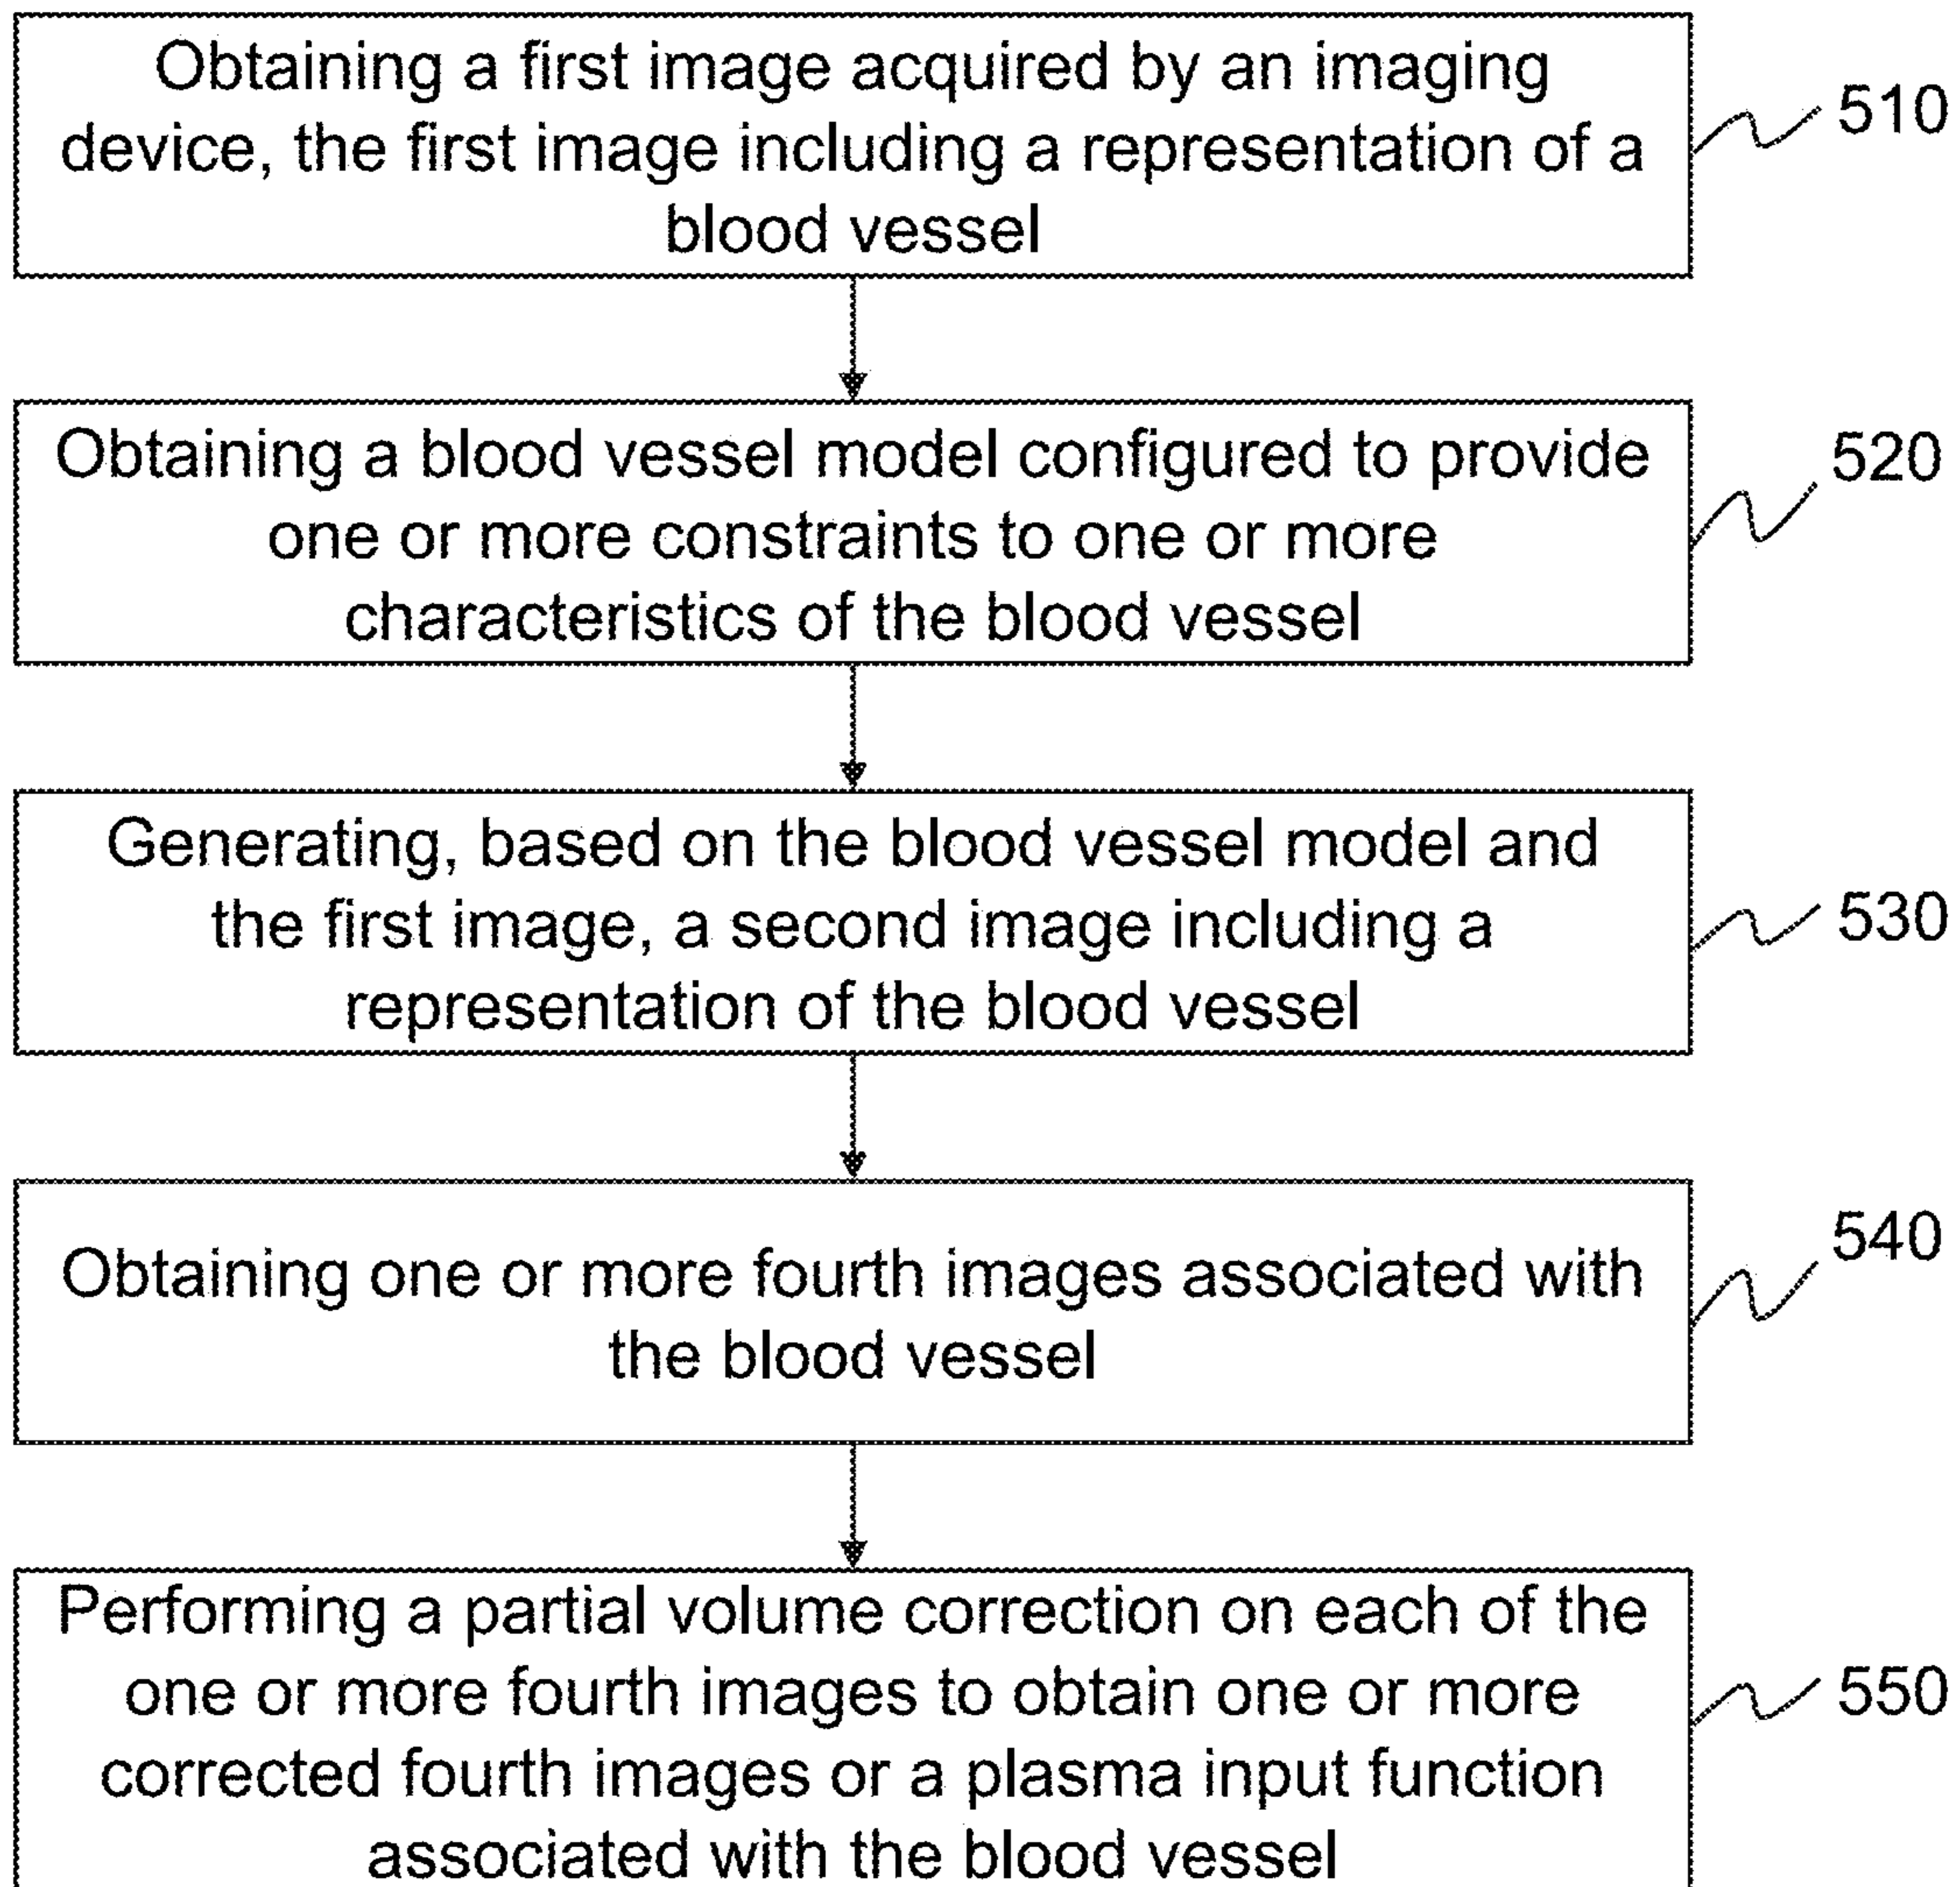 Obtaining a first image acquired by an imaging
device, the first image including a representation of a
blood vessel
510
Obtaining a blood vessel model configured to provide
one or more constraints to one or more
characteristics of the blood vessel
520
Generating, based on the blood vessel model and
the first image, a second image including a
representation of the blood vessel
530
Obtaining one or more fourth images associated with
the blood vessel
540
Performing a partial volume correction on each of the
one or more fourth images to obtain one or more
corrected fourth images or a plasma input function
associated with the blood vessel
550